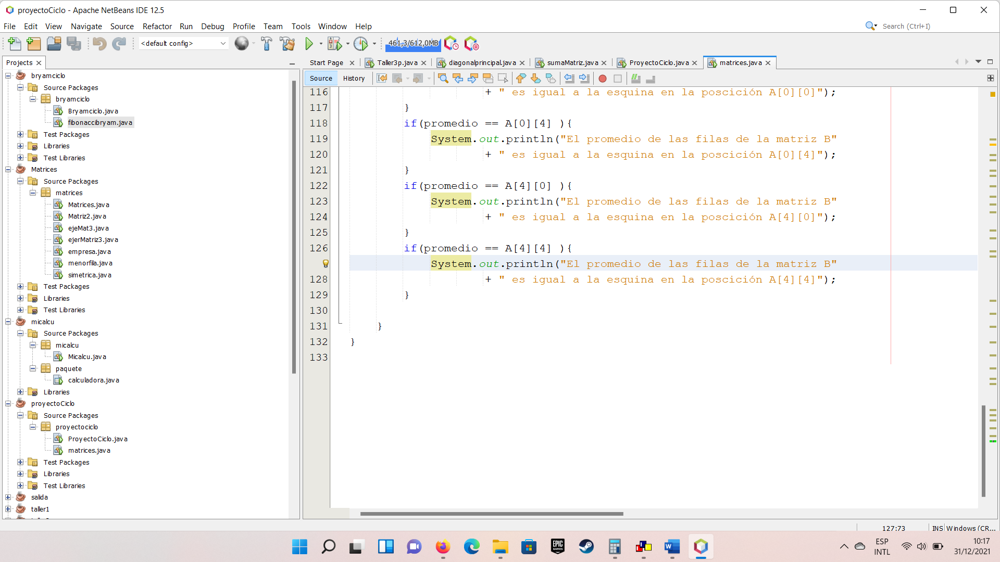 proyectoCiclo - Apache NetBeans IDE 12.5
File Edit View Navigate Source Refactor Run Debug Profile Team Tools Window Help
Search (Ctrl+I)
<default config>
461,3/612,0MB
Projects
Start Page Taller3p.java diagonalprincipal.java sumaMatriz.java ProyectoCiclo.java matrices.java
Source History
bryamciclo
Source Packages
bryamciclo
Bryamciclo.java
fibonaccibryam.java
Test Packages
Libraries
Test Libraries
Matrices
Source Packages
matrices
Matrices.java
Matriz2.java
ejeMat3.java
ejerMatriz3.java
empresa.java
menorfila.java
simetrica.java
Test Packages
Libraries
Test Libraries
micalcu
Source Packages
micalcu
Micalcu.java
paquete
calculadora.java
Libraries
proyectoCiclo
Source Packages
proyectociclo
ProyectoCiclo.java
matrices.java
Test Packages
Libraries
Test Libraries
salida
taller1
116 + " es igual a la esquina en la poscición A[0][0]");
117 }
118 if(promedio == A[0][4] ){
119 System.out.println("El promedio de las filas de la matriz B"
120 + " es igual a la esquina en la poscición A[0][4]");
121 }
122 if(promedio == A[4][0] ){
123 System.out.println("El promedio de las filas de la matriz B"
124 + " es igual a la esquina en la poscición A[4][0]");
125 }
126 if(promedio == A[4][4] ){
System.out.println("El promedio de las filas de la matriz B"
128 + " es igual a la esquina en la poscición A[4][4]");
129 }
130
131 }
132 }
133
127:73 INS Windows (CR...
EPIC GAMES
ESP
INTL
10:17
31/12/2021